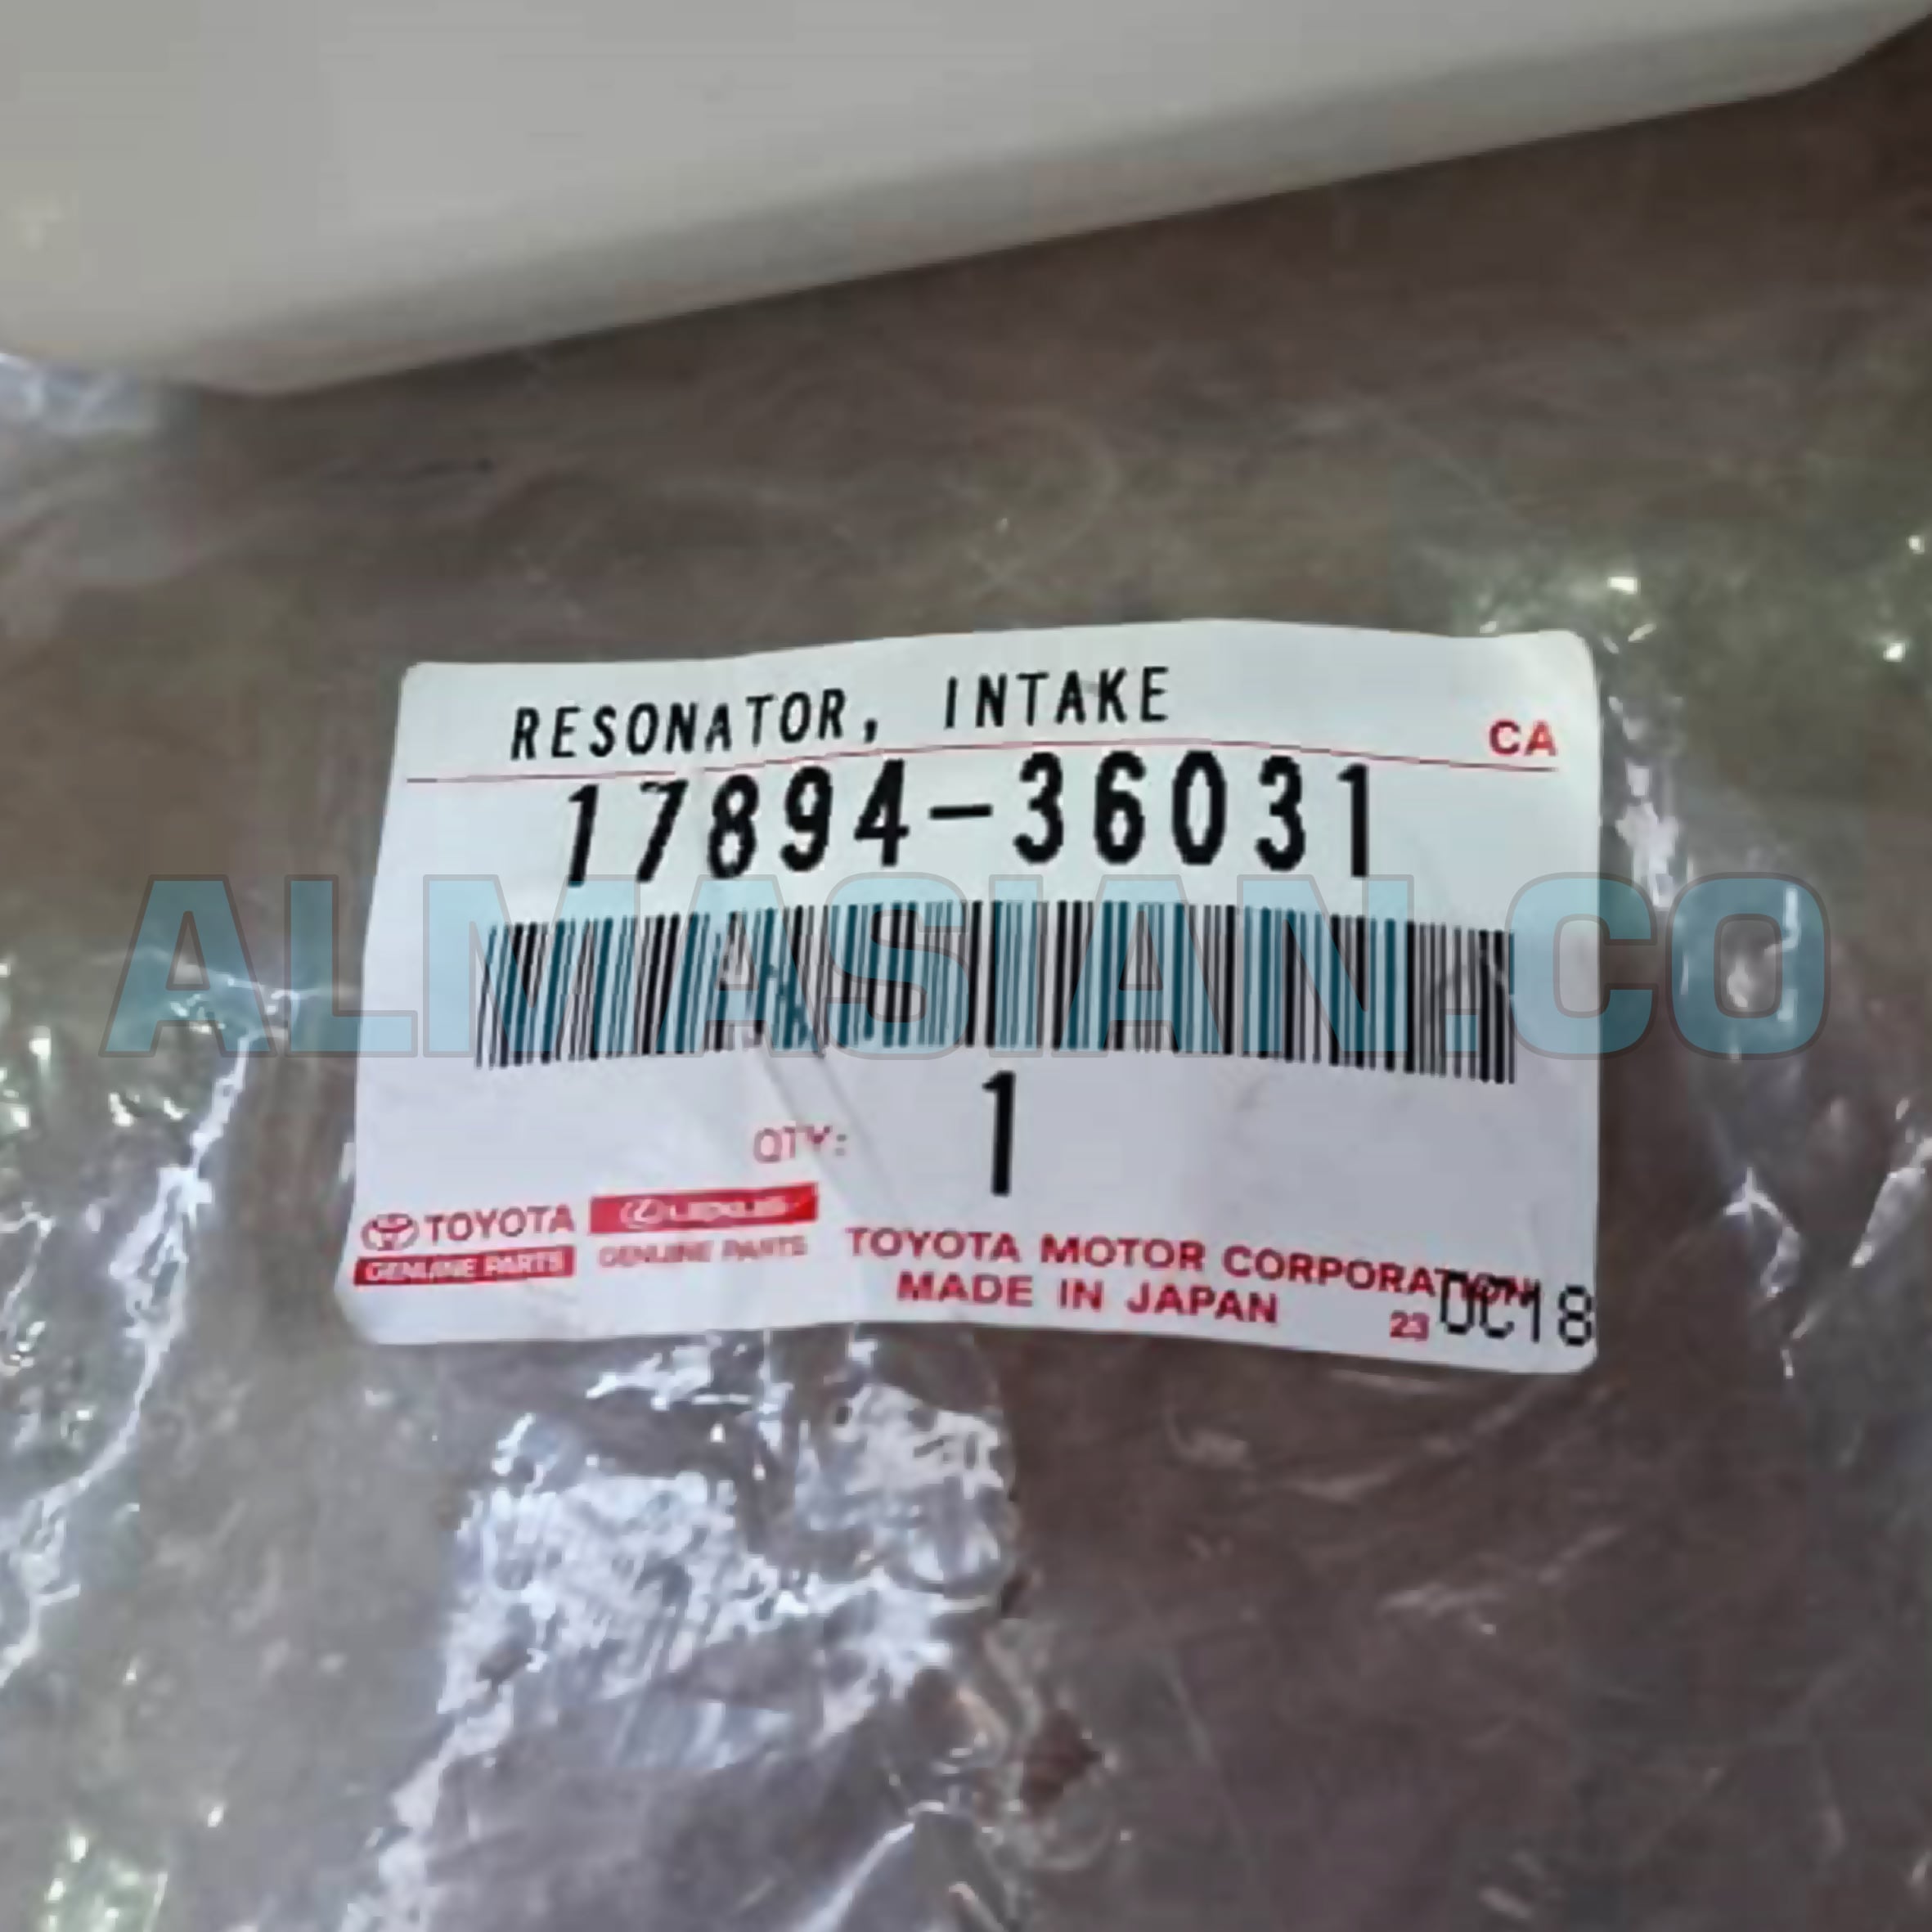 RESONATOR, INTAKE
CA
17894-36031
ALMASIAN.CO
QTY: 1
TOYOTA
GENUINE PARTS
LEXUS
GENUINE PARTS
TOYOTA MOTOR CORPORATION
MADE IN JAPAN
23
0C18